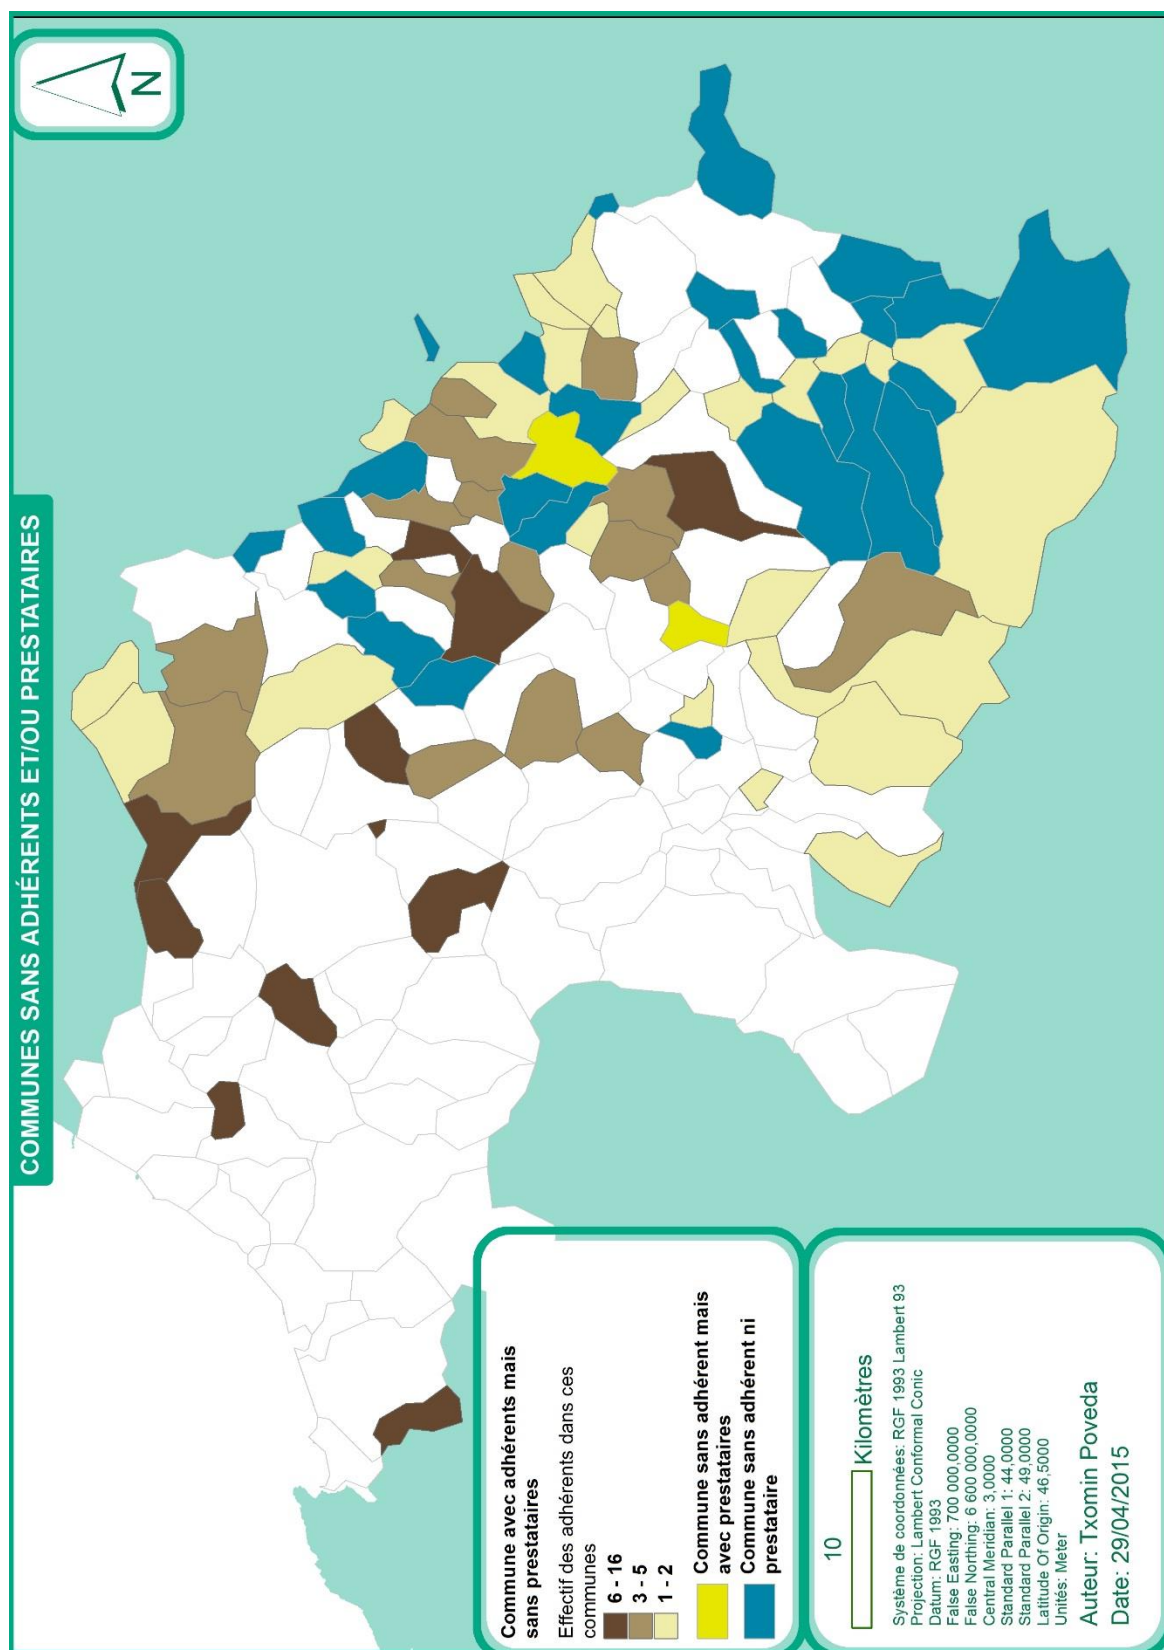 COMMUNES SANS ADHÉRENTS ET/OU PRESTATAIRES
N
Commune avec adhérents mais
sans prestataires
Effectif des adhérents dans ces
communes
6 - 16
3 - 5
1 - 2
Commune sans adhérent mais
avec prestataires
Commune sans adhérent ni
prestataire
10
Kilomètres
Système de coordonnées: RGF 1993 Lambert 93
Projection: Lambert Conformal Conic
Datum: RGF 1993
False Easting: 700 000,0000
False Northing: 6 600 000,0000
Central Meridian: 3,0000
Standard Parallel 1: 44,0000
Standard Parallel 2: 49,0000
Latitude Of Origin: 46,5000
Unités: Meter
Auteur: Txomin Poveda
Date: 29/04/2015